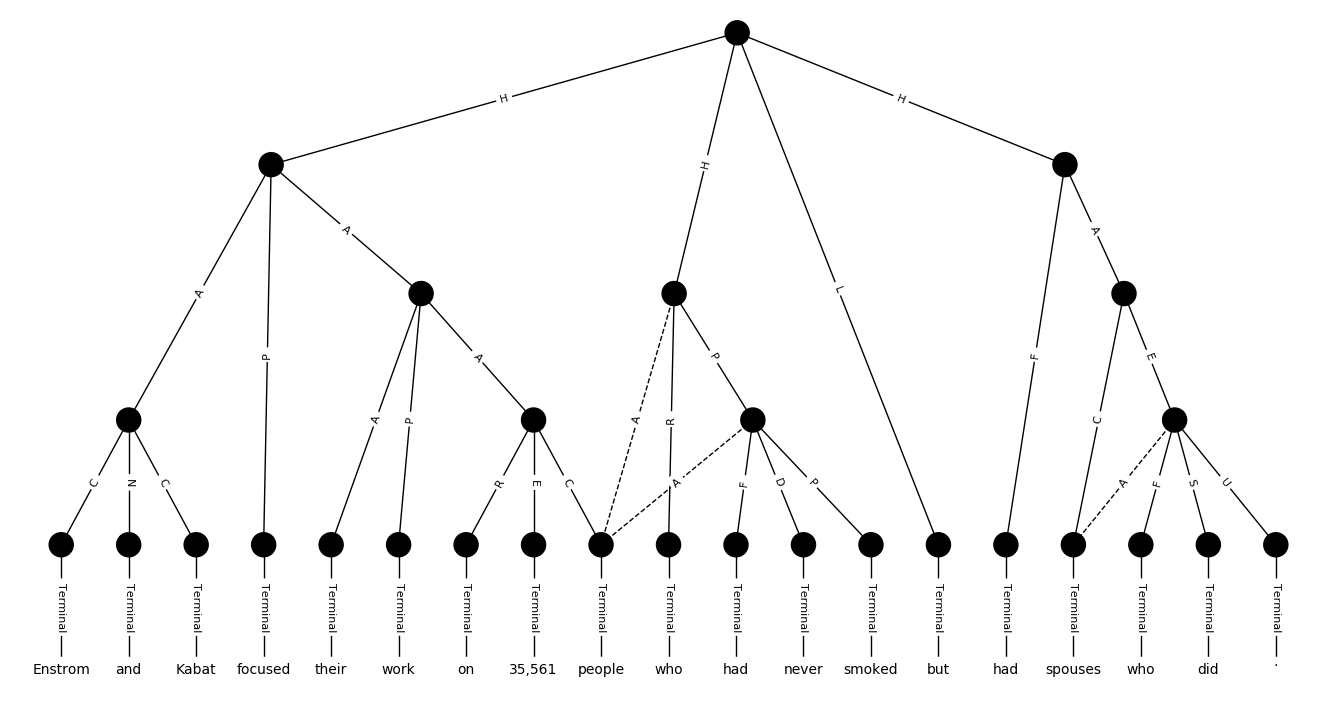 H
H
H
A
A
L
A
P
A
P
F
E
A
P
A
R
C
C
N
C
R
E
C
A
F
D
P
A
F
S
U
Terminal Terminal Terminal Terminal Terminal Terminal Terminal Terminal Terminal Terminal Terminal Terminal Terminal Terminal Terminal Terminal Terminal Terminal Terminal
Enstrom and Kabat focused their work on 35,561 people who had never smoked but had spouses who did .